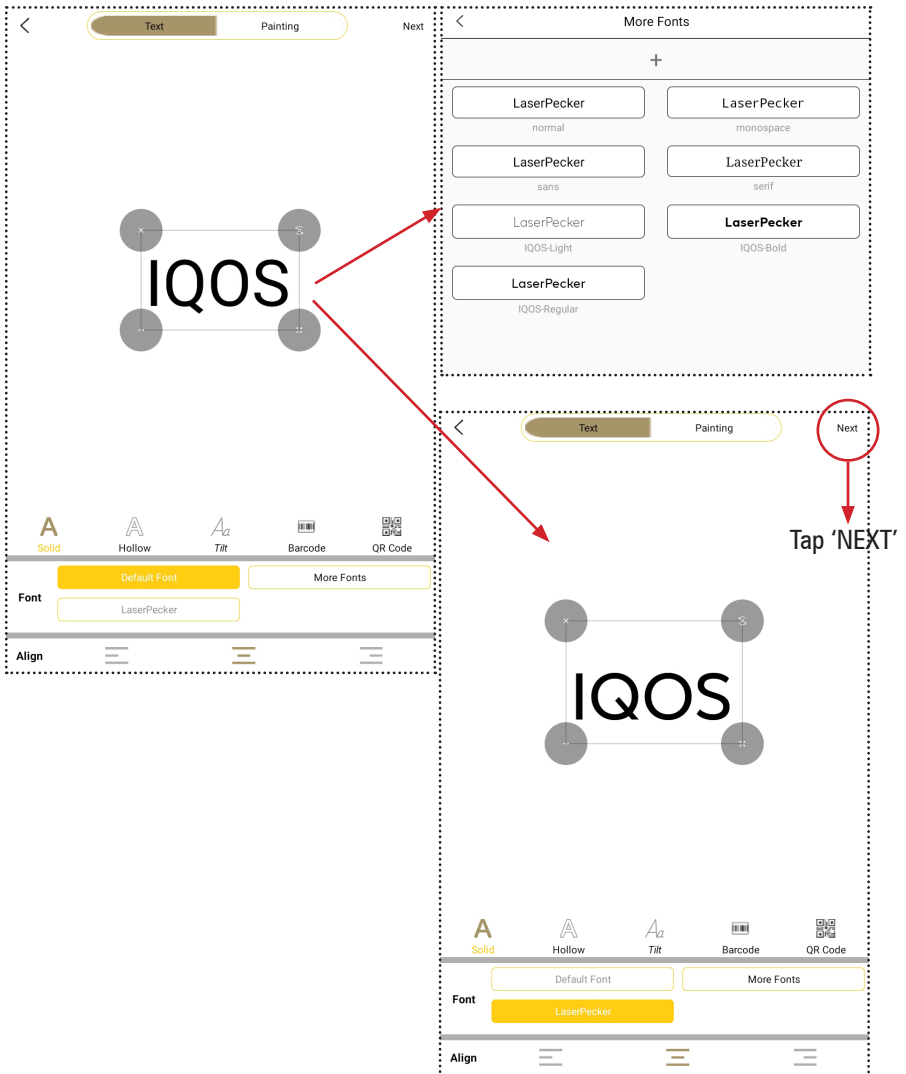 Text Painting Next
IQOS
Solid Hollow Tilt Barcode QR Code
Font
Default Font More Fonts
LaserPecker
Align
More Fonts
+
LaserPecker LaserPecker
normal monospace
LaserPecker LaserPecker
sans serif
LaserPecker LaserPecker
IQOS-Light IQOS-Bold
LaserPecker
IQOS-Regular
Text Painting Next
Tap ‘NEXT’
IQOS
Solid Hollow Tilt Barcode QR Code
Default Font More Fonts
Font
LaserPecker
Align